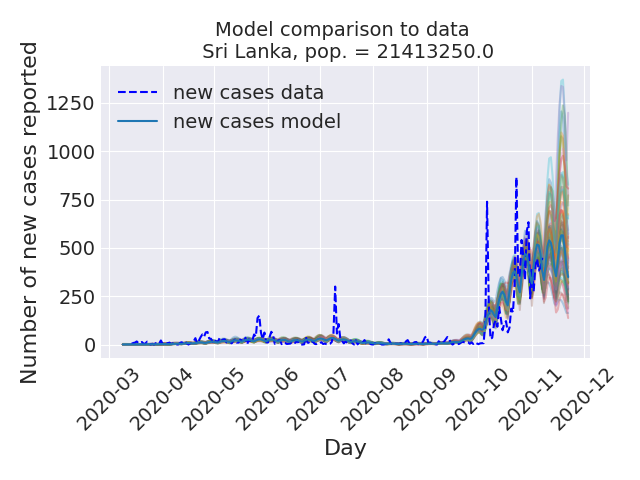 Model comparison to data
Sri Lanka, pop. = 21413250.0
Number of new cases reported
1250
1000
750
500
250
0
new cases data
new cases model
2020-03
2020-04
2020-05
2020-06
2020-07
2020-08
2020-09
2020-10
2020-11
2020-12
Day